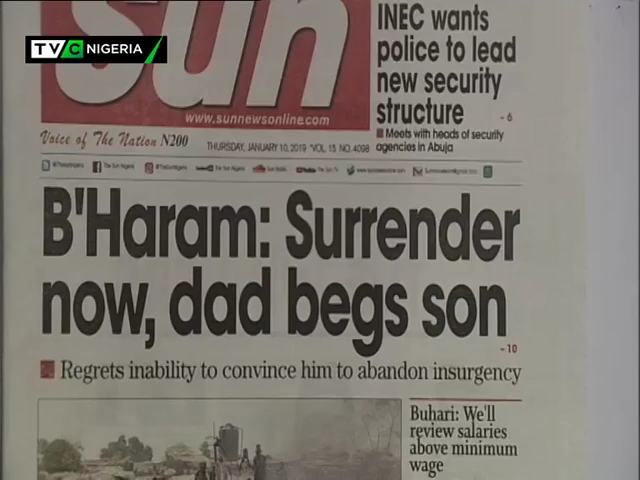 TVC NIGERIA
sun
www.sunnewsonline.com
Voice of The Nation N200
THURSDAY, JANUARY 10, 2019 VOL. 15 NO. 4098
INEC wants
police to lead
new security
structure
- 6
Meets with heads of security
agencies in Abuja
B'Haram: Surrender
now, dad begs son
- 10
Regrets inability to convince him to abandon insurgency
Buhari: We'll
review salaries
above minimum
wage